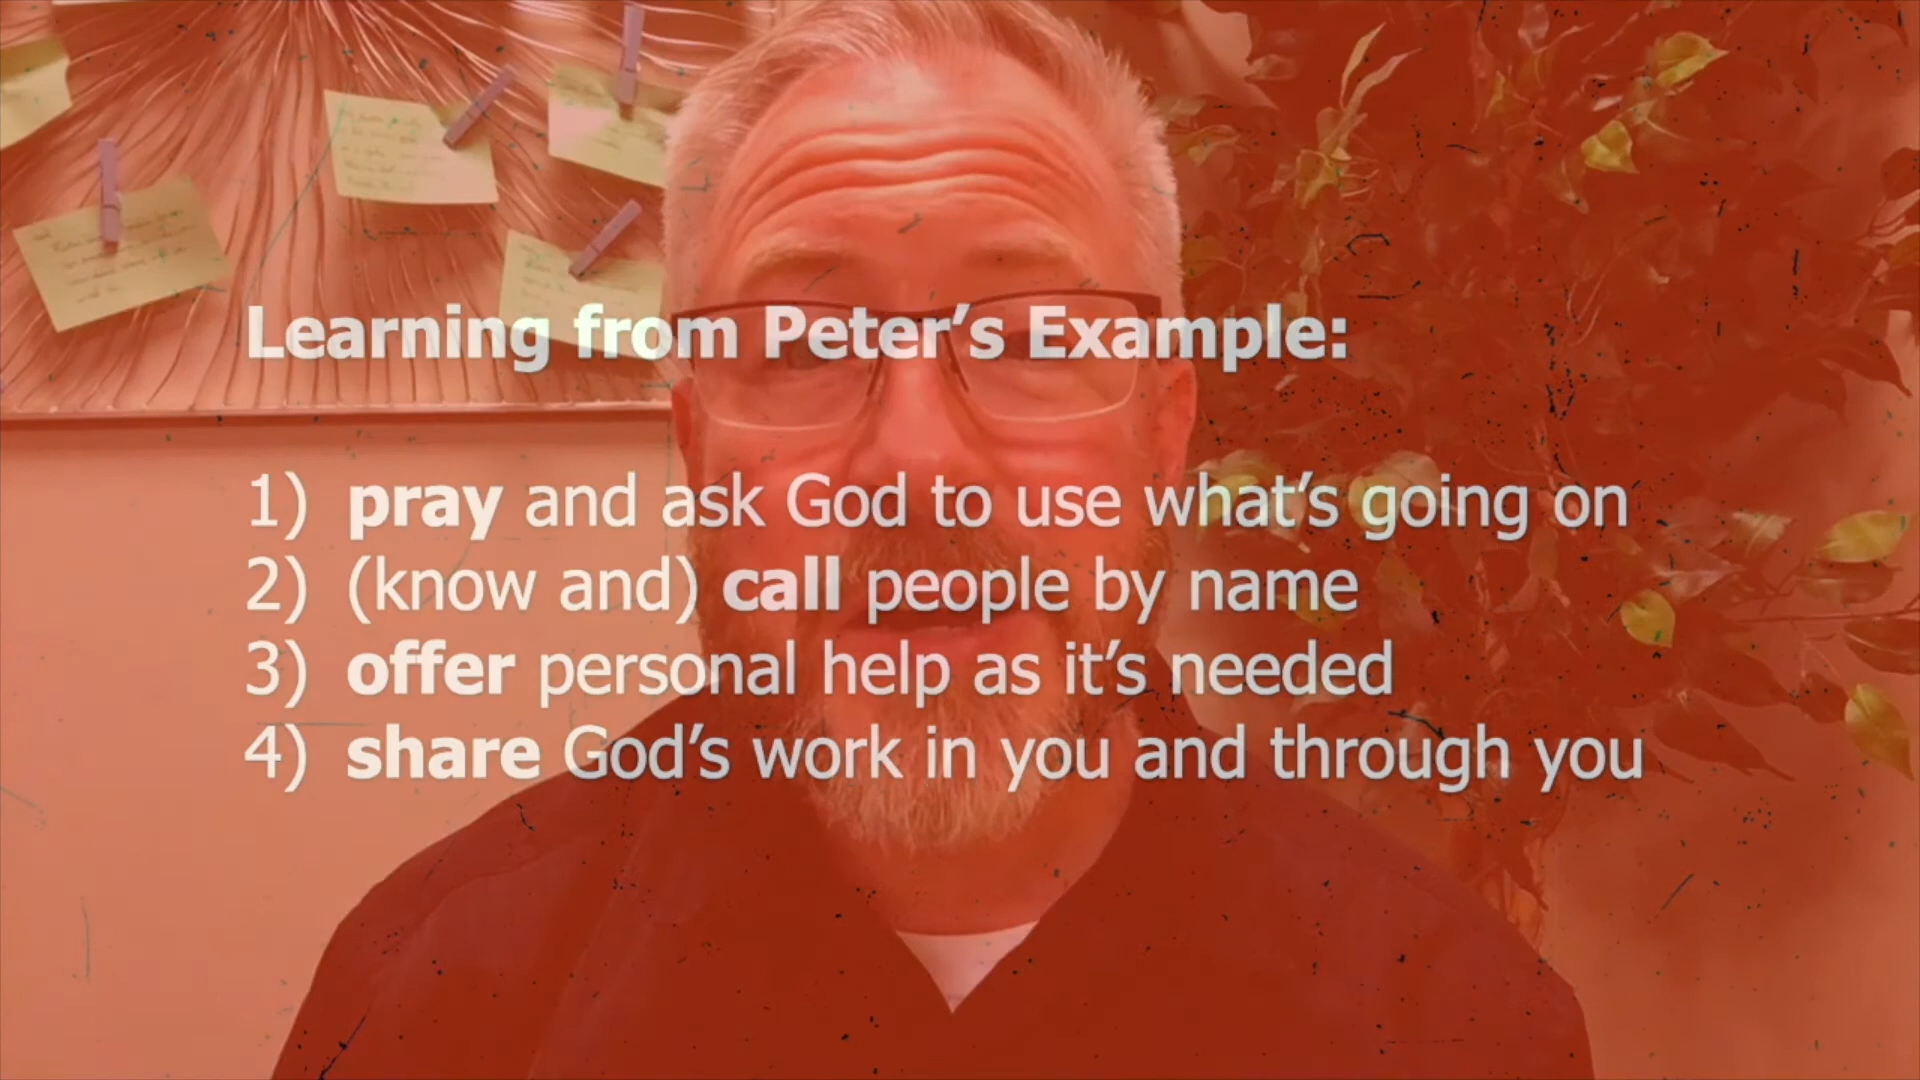 Learning from Peter’s Example:
1) pray and ask God to use what’s going on
2) (know and) call people by name
3) offer personal help as it’s needed
4) share God’s work in you and through you